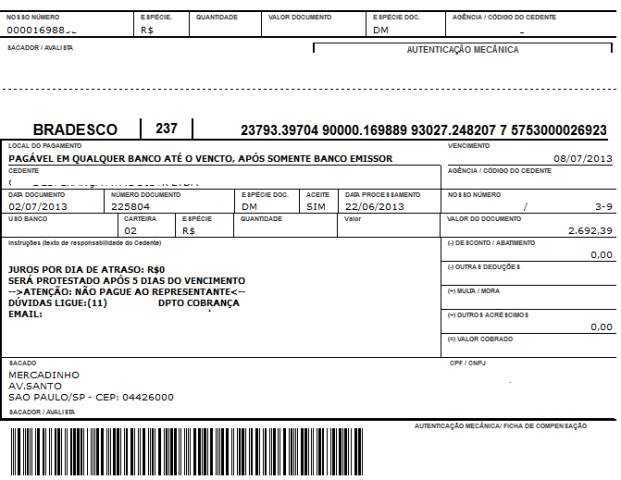 NOSSO NÚMERO ESPÉCIE. QUANTIDADE VALOR DOCUMENTO ESPÉCIE DOC. AGÊNCIA / CÓDIGO DO CEDENTE
000016988 R$ DM
SACADOR / AVALISTA AUTENTICAÇÃO MECÂNICA
BRADESCO 237 23793.39704 90000.169889 93027.248207 7 5753000026923
LOCAL DO PAGAMENTO VENCIMENTO
PAGÁVEL EM QUALQUER BANCO ATÉ O VENCTO, APÓS SOMENTE BANCO EMISSOR 08/07/2013
CEDENTE AGÊNCIA / CÓDIGO DO CEDENTE
DATA DOCUMENTO NÚMERO DOCUMENTO ESPÉCIE DOC. ACEITE DATA PROCESSAMENTO NOSSO NÚMERO
02/07/2013 225804 DM SIM 22/06/2013 / 3-9
USO BANCO CARTEIRA ESPÉCIE QUANTIDADE Valor VALOR DO DOCUMENTO
02 R$ 2.692,39
Instruções (texto de responsabilidade do Cedente) (-) DESCONTO / ABATIMENTO
0,00
JUROS POR DIA DE ATRASO: R$0 (-) OUTRAS DEDUÇÕES
SERÁ PROTESTADO APÓS 5 DIAS DO VENCIMENTO
-->ATENÇÃO: NÃO PAGUE AO REPRESENTANTE<-- (+) MULTA / MORA
DÚVIDAS LIGUE:(11) DPTO COBRANÇA
EMAIL: (+) OUTROS ACRÉSCIMOS
0,00
(=) VALOR COBRADO
SACADO CPF / CNPJ
MERCADINHO
AV.SANTO
SAO PAULO/SP - CEP: 04426000
SACADOR / AVALISTA
AUTENTICAÇÃO MECÂNICA/ FICHA DE COMPENSAÇÃO